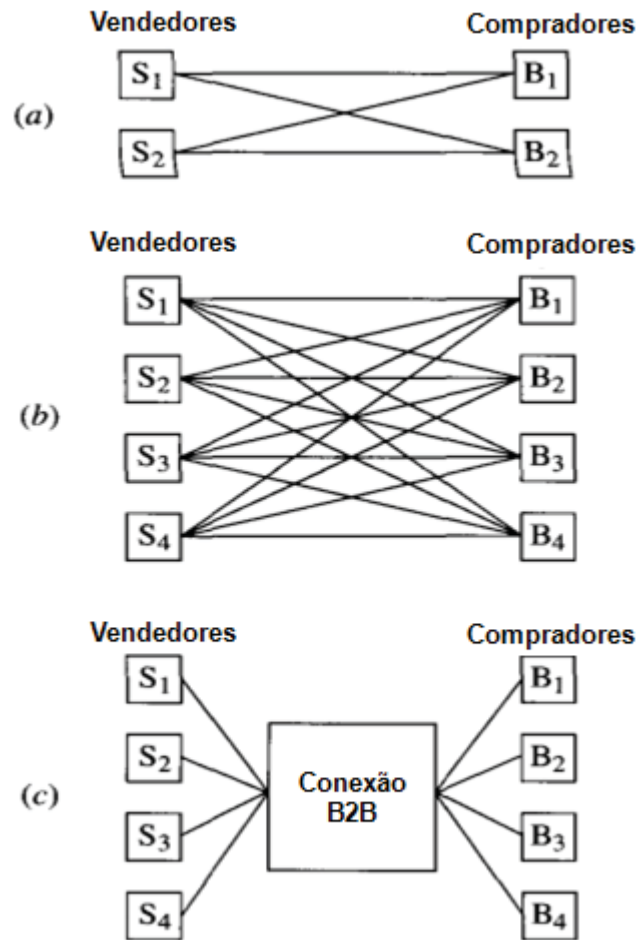 Vendedores Compradores
S1 B1
(a)
S2 B2
Vendedores Compradores
S1 B1
S2 B2
(b)
S3 B3
S4 B4
Vendedores Compradores
S1 B1
S2 B2
(c) Conexão
B2B
S3 B3
S4 B4